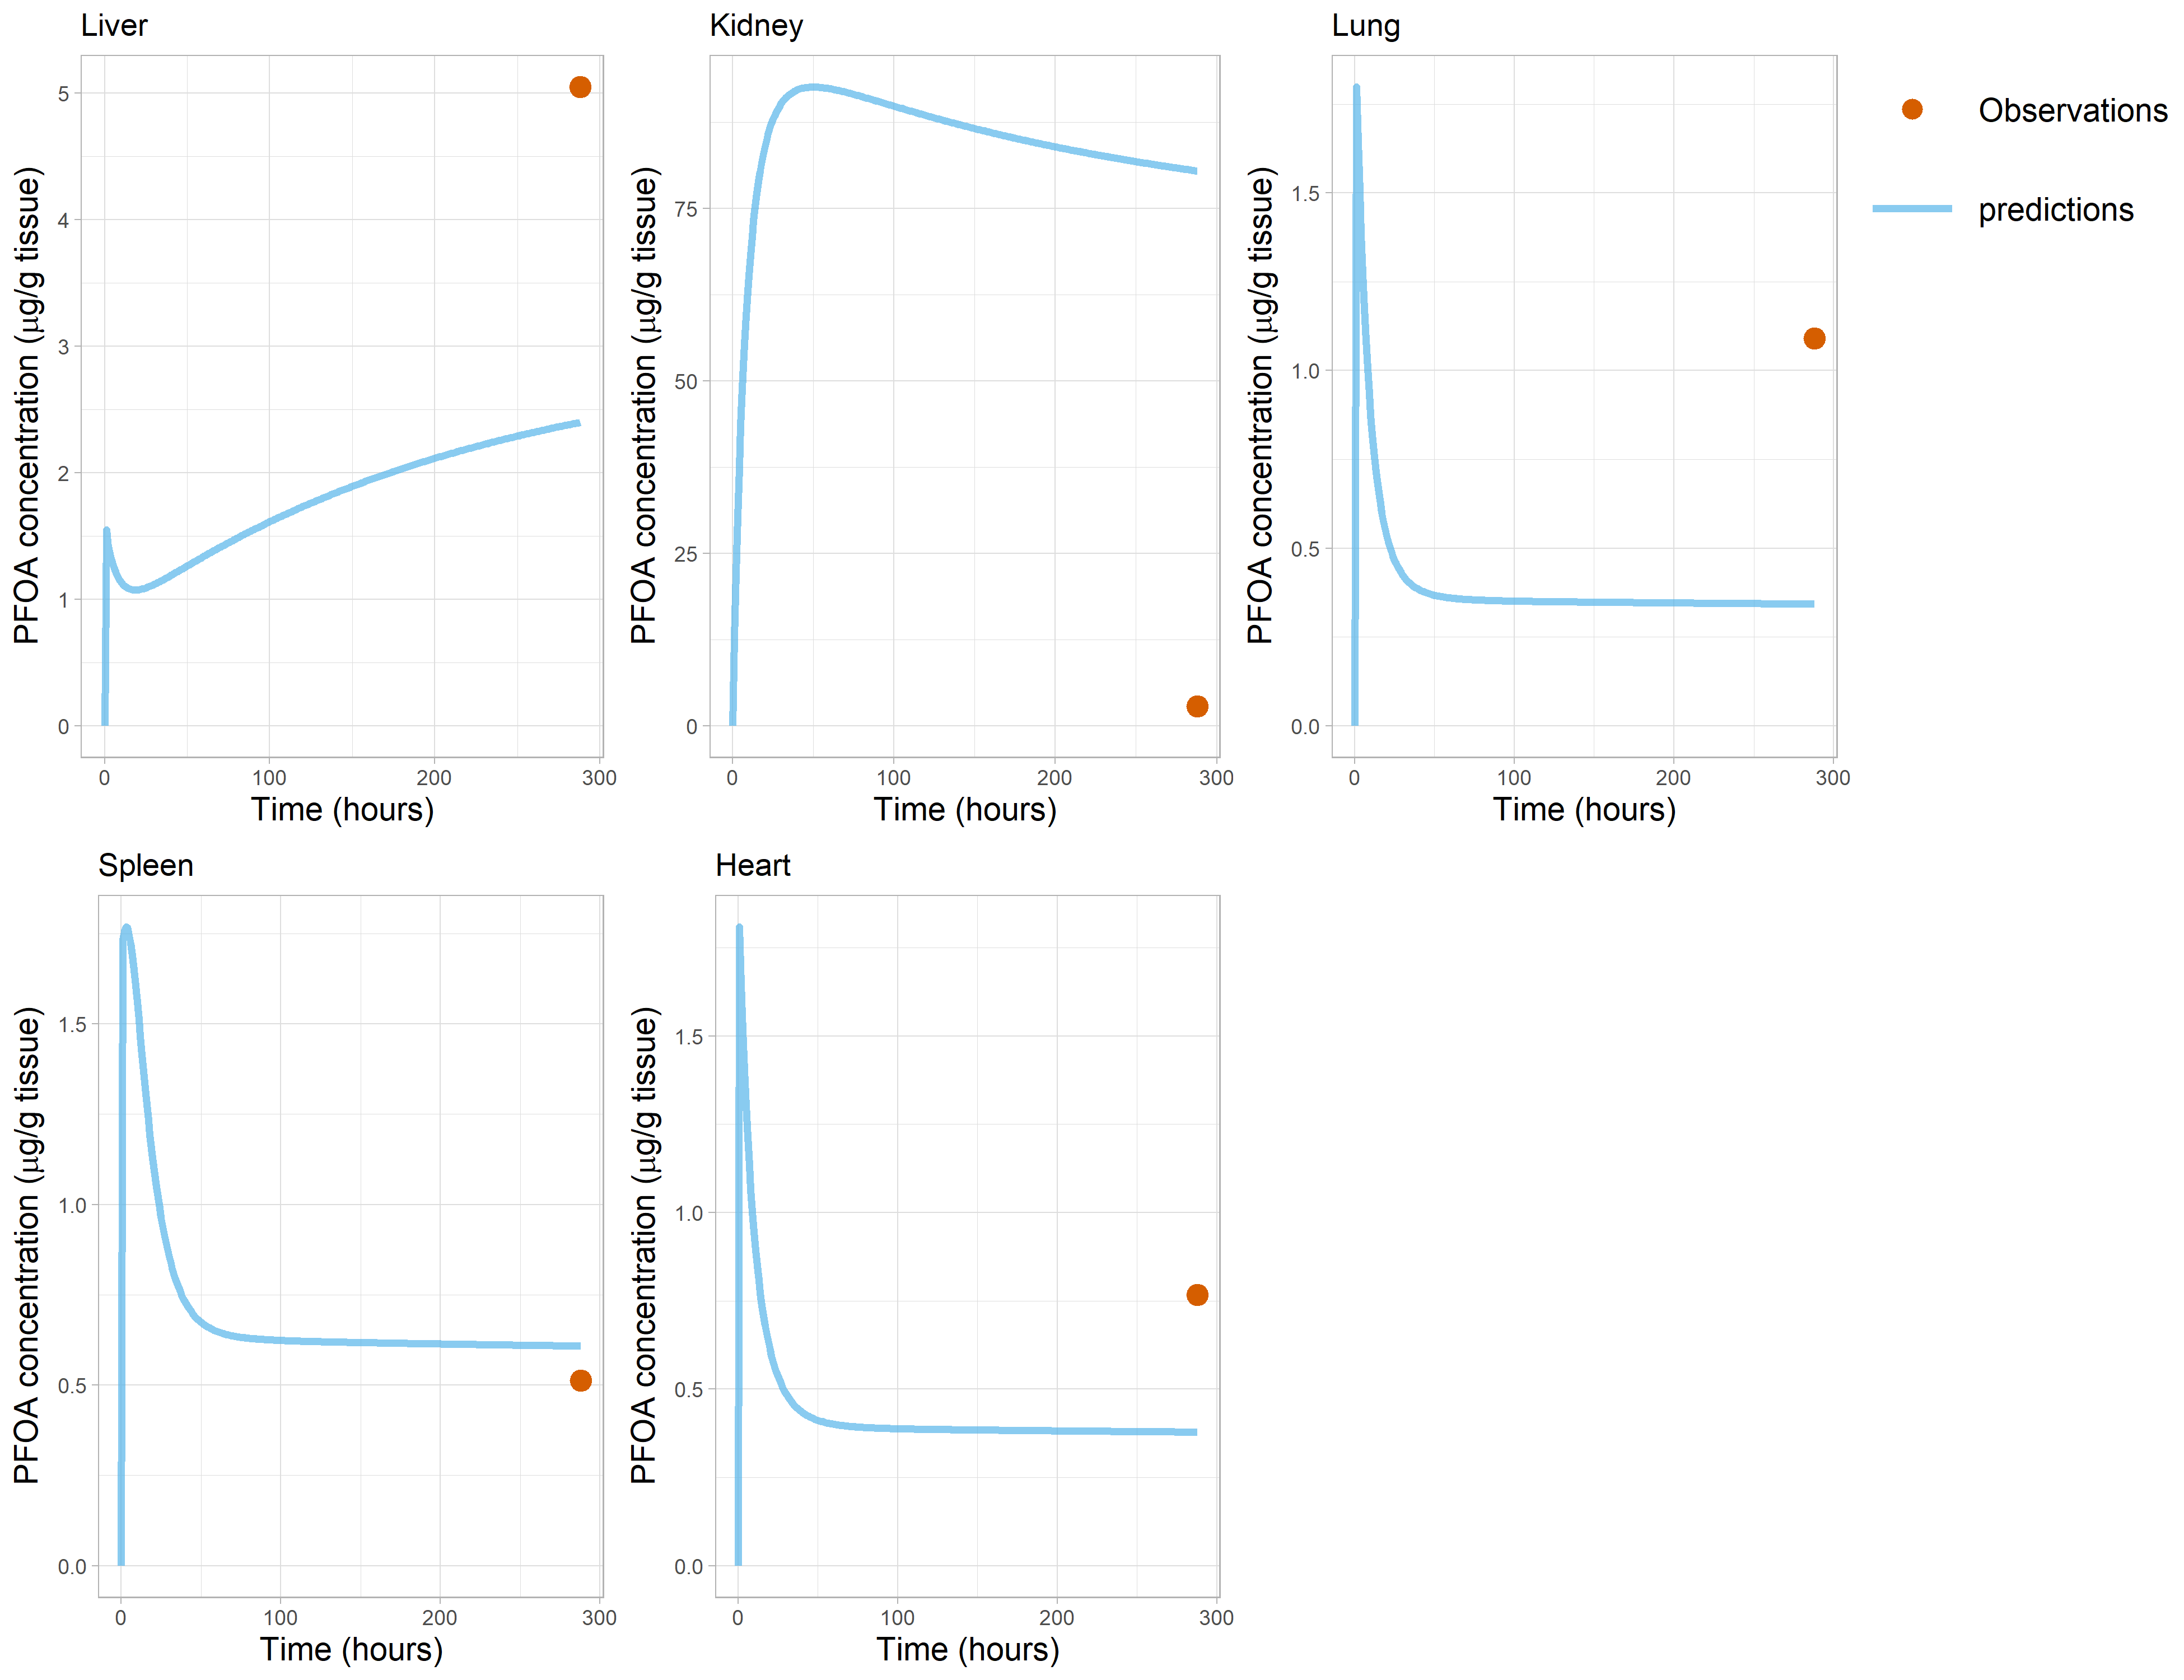 Liver
PFOA concentration (μg/g tissue)
5
4
3
2
1
0
0 100 200 300
Time (hours)
Kidney
PFOA concentration (μg/g tissue)
75
50
25
0
0 100 200 300
Time (hours)
Lung
PFOA concentration (μg/g tissue)
1.5
1.0
0.5
0.0
0 100 200 300
Time (hours)
Observations
predictions
Spleen
PFOA concentration (μg/g tissue)
1.5
1.0
0.5
0.0
0 100 200 300
Time (hours)
Heart
PFOA concentration (μg/g tissue)
1.5
1.0
0.5
0.0
0 100 200 300
Time (hours)